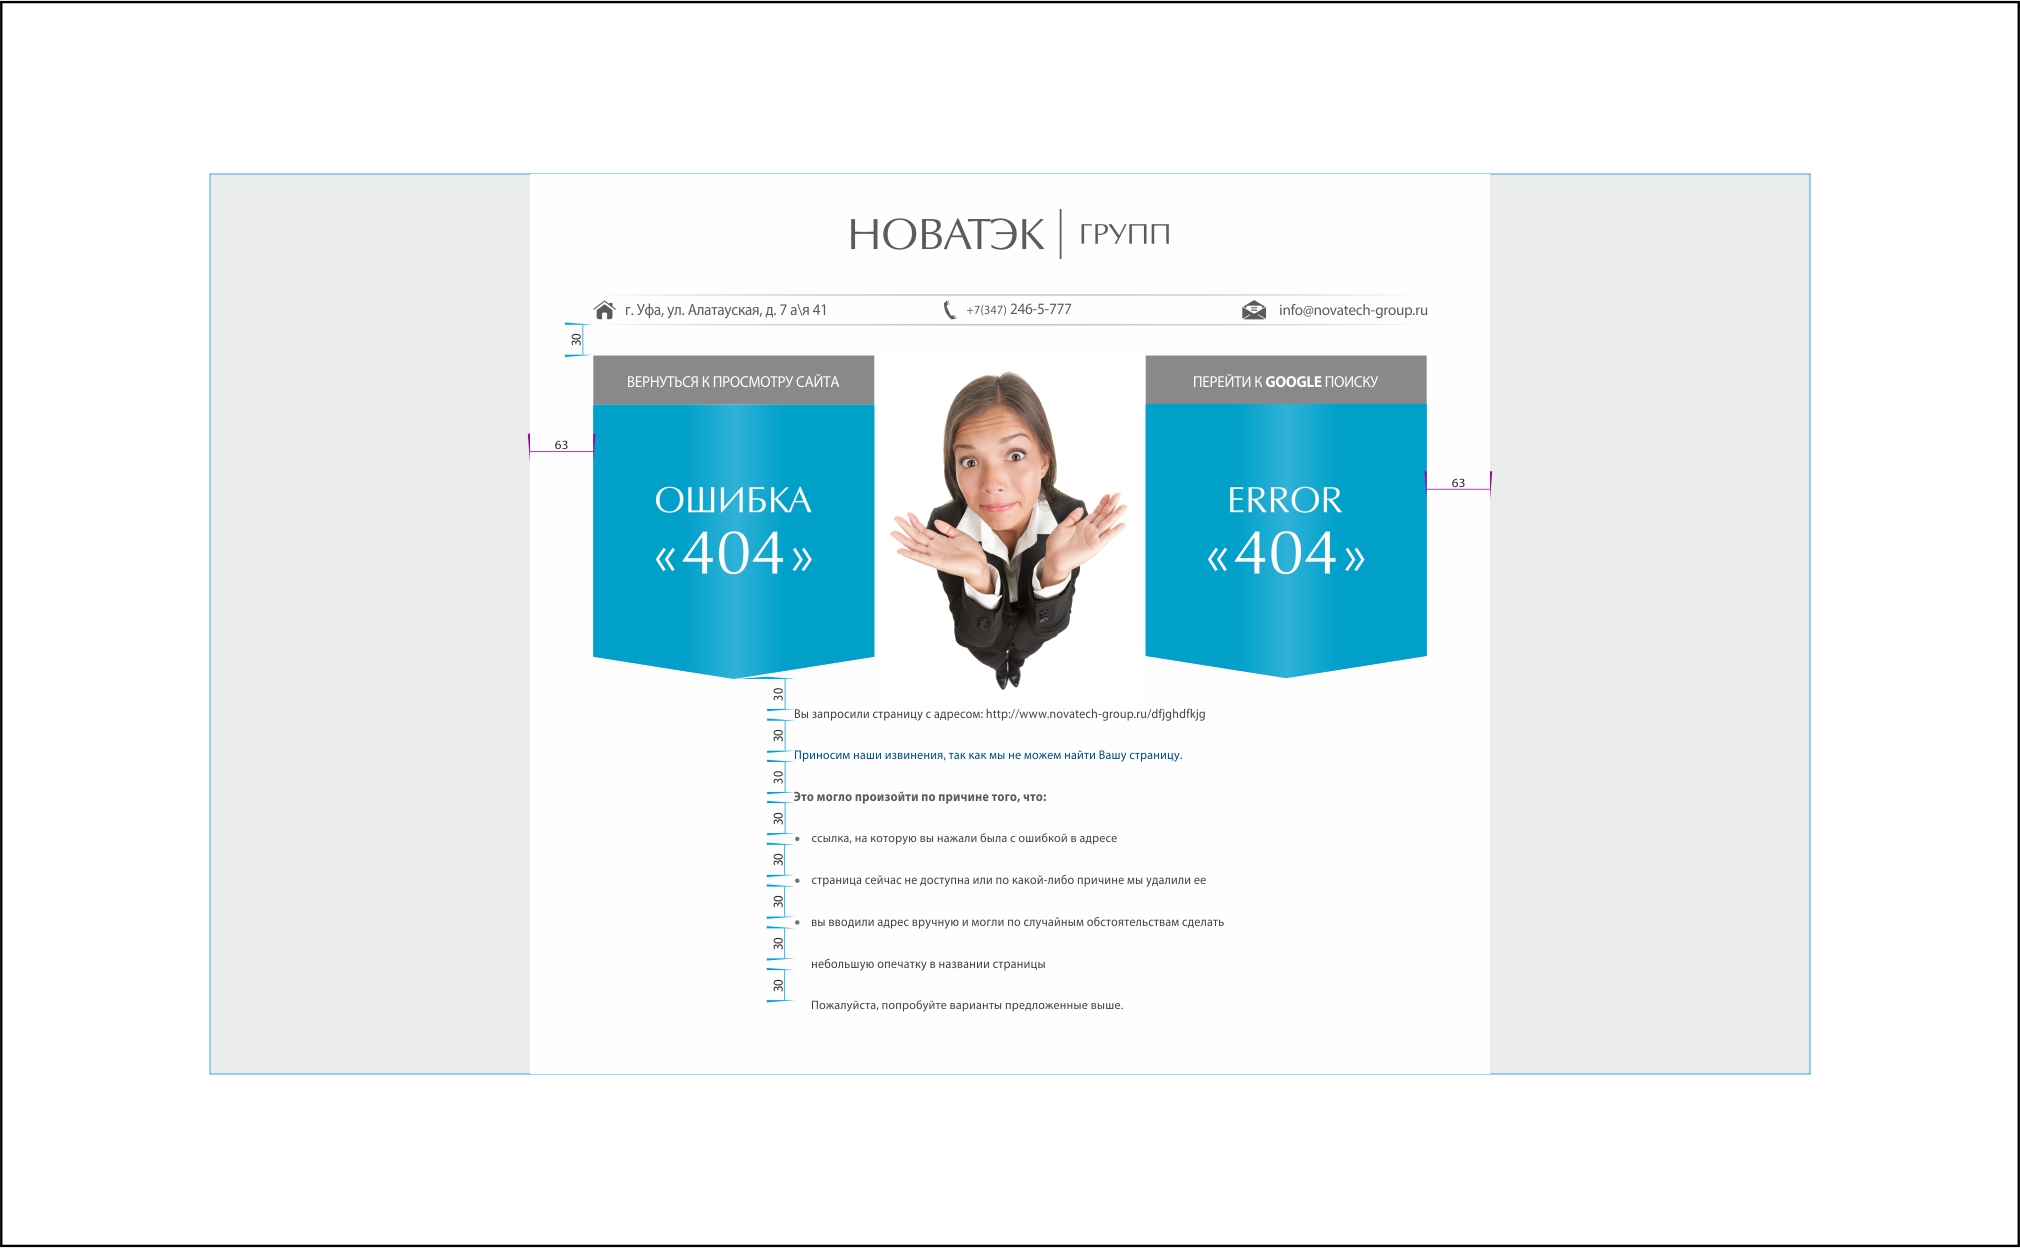 НОВАТЭК | ГРУПП
г. Уфа, ул. Алатауская, д. 7 а\я 41
+7(347) 246-5-777
info@novatech-group.ru
30
ВЕРНУТЬСЯ К ПРОСМОТРУ САЙТА
ПЕРЕЙТИ К GOOGLE ПОИСКУ
63
63
ОШИБКА
«404»
ERROR
«404»
30
Вы запросили страницу с адресом: http://www.novatech-group.ru/dfjghdfkjg
30
Приносим наши извинения, так как мы не можем найти Вашу страницу.
30
Это могло произойти по причине того, что:
30
• ссылка, на которую вы нажали была с ошибкой в адресе
30
• страница сейчас не доступна или по какой-либо причине мы удалили ее
30
• вы вводили адрес вручную и могли по случайным обстоятельствам сделать
30
небольшую опечатку в названии страницы
30
Пожалуйста, попробуйте варианты предложенные выше.